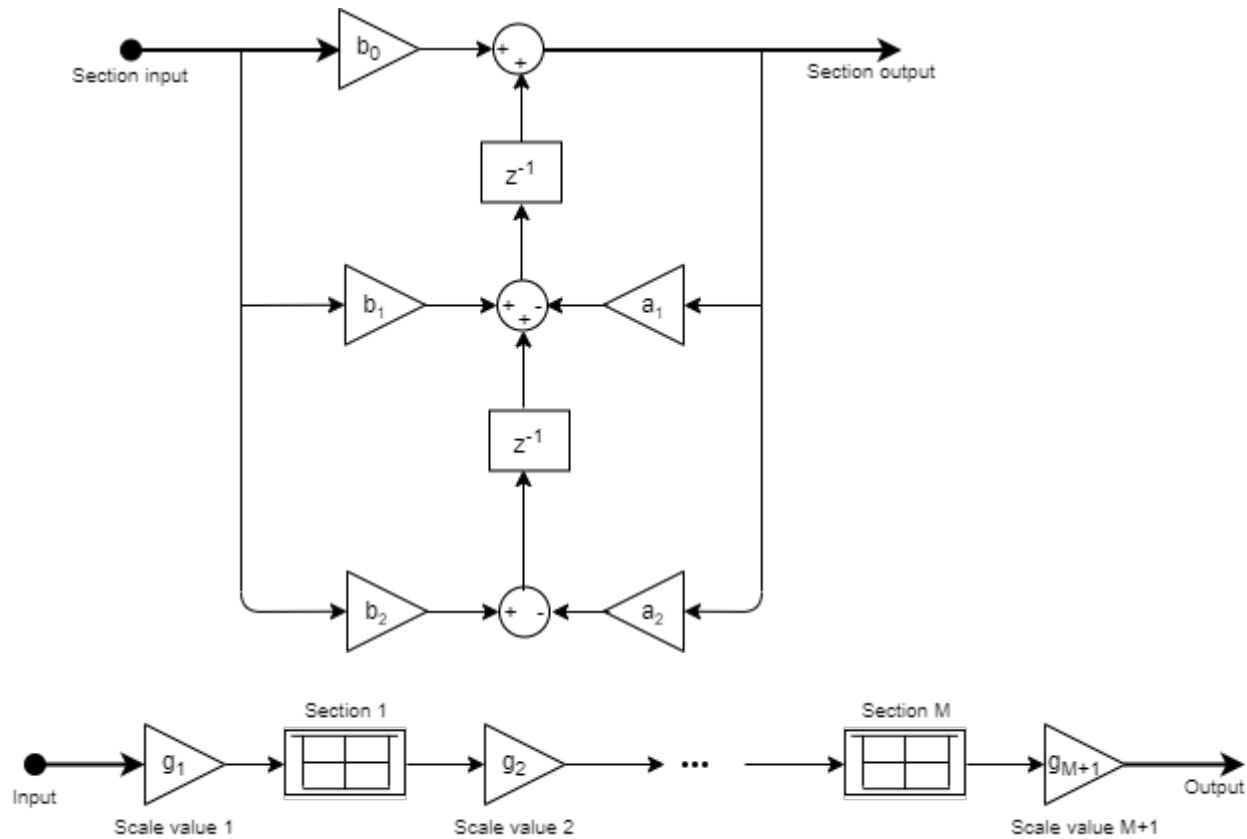 b₀
+
+
Section input
Section output
z⁻¹
b₁
+
-
+
a₁
z⁻¹
b₂
+
-
a₂
Section 1
Section M
g₁
g₂
...
gM+1
Input
Output
Scale value 1
Scale value 2
Scale value M+1